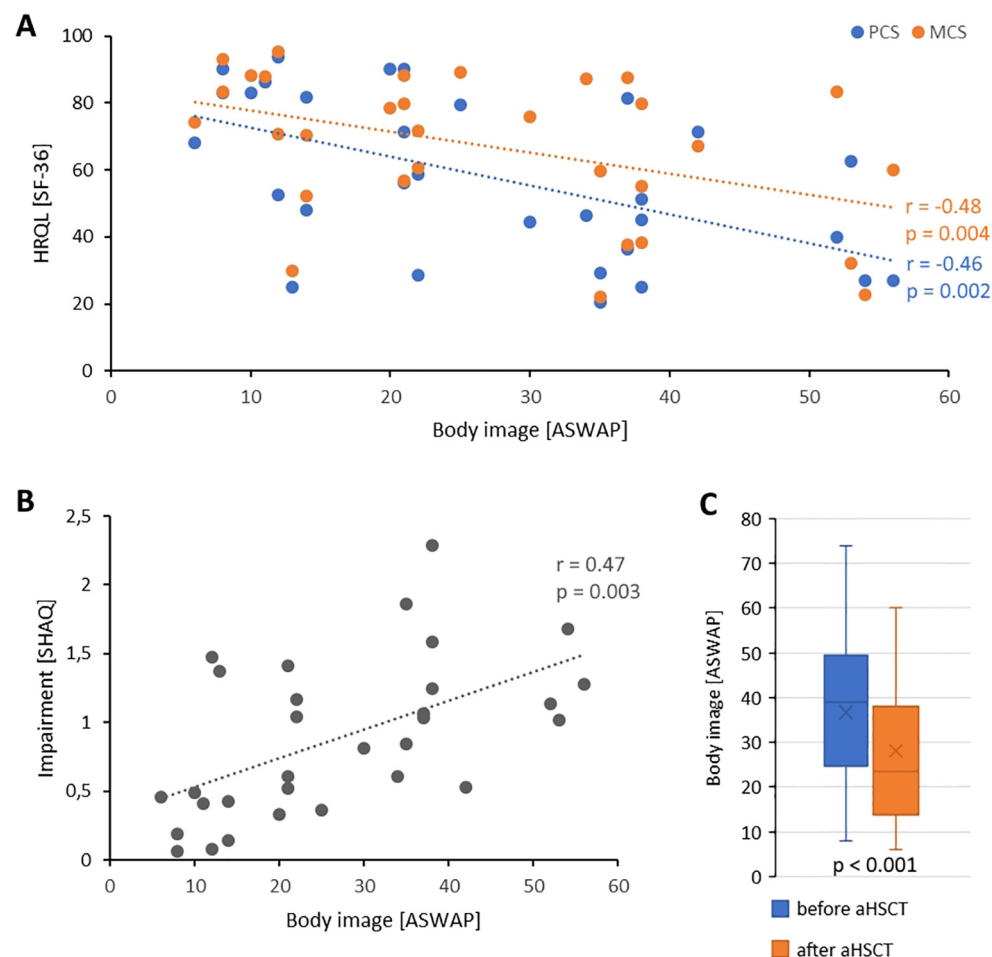 A
PCS MCS
100
80
60
40
20
0
HRQL [SF-36]
0 10 20 30 40 50 60
Body image [ASWAP]
r = -0.48
p = 0.004
r = -0.46
p = 0.002
B
2,5
2
1,5
1
0,5
0
Impairment [SHAQ]
0 10 20 30 40 50 60
Body image [ASWAP]
r = 0.47
p = 0.003
C
80
70
60
50
40
30
20
10
0
Body image [ASWAP]
p < 0.001
before aHSCT
after aHSCT